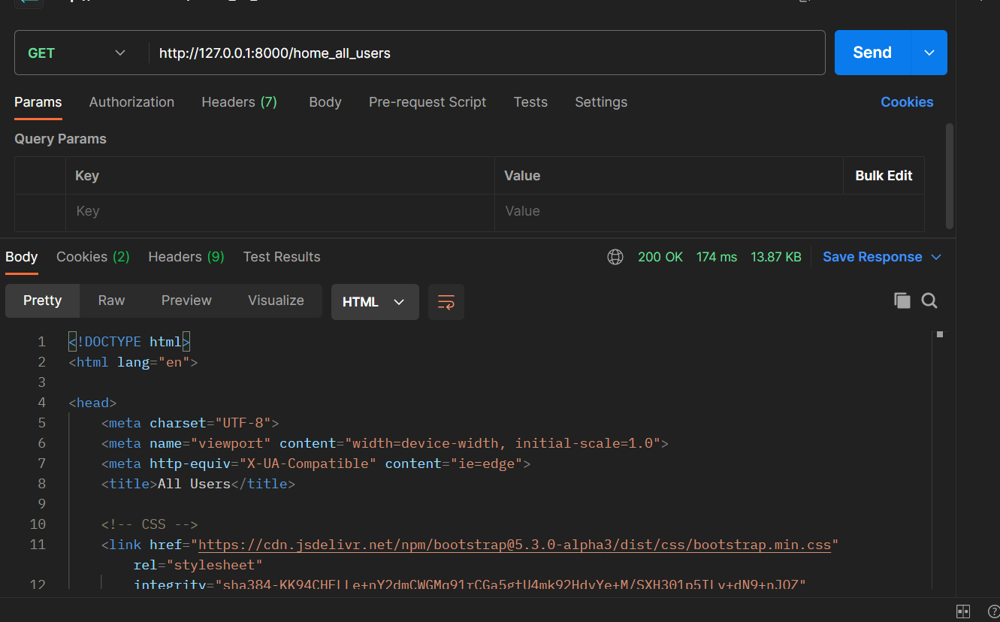 GET http://127.0.0.1:8000/home_all_users Send
Params Authorization Headers (7) Body Pre-request Script Tests Settings Cookies
Query Params
Key Value Bulk Edit
Key Value
Body Cookies (2) Headers (9) Test Results 200 OK 174 ms 13.87 KB Save Response
Pretty Raw Preview Visualize HTML
1 <!DOCTYPE html>
2 <html lang="en">
3
4 <head>
5 <meta charset="UTF-8">
6 <meta name="viewport" content="width=device-width, initial-scale=1.0">
7 <meta http-equiv="X-UA-Compatible" content="ie=edge">
8 <title>All Users</title>
9
10 <!-- CSS -->
11 <link href="https://cdn.jsdelivr.net/npm/bootstrap@5.3.0-alpha3/dist/css/bootstrap.min.css"
rel="stylesheet"
12 integrity=